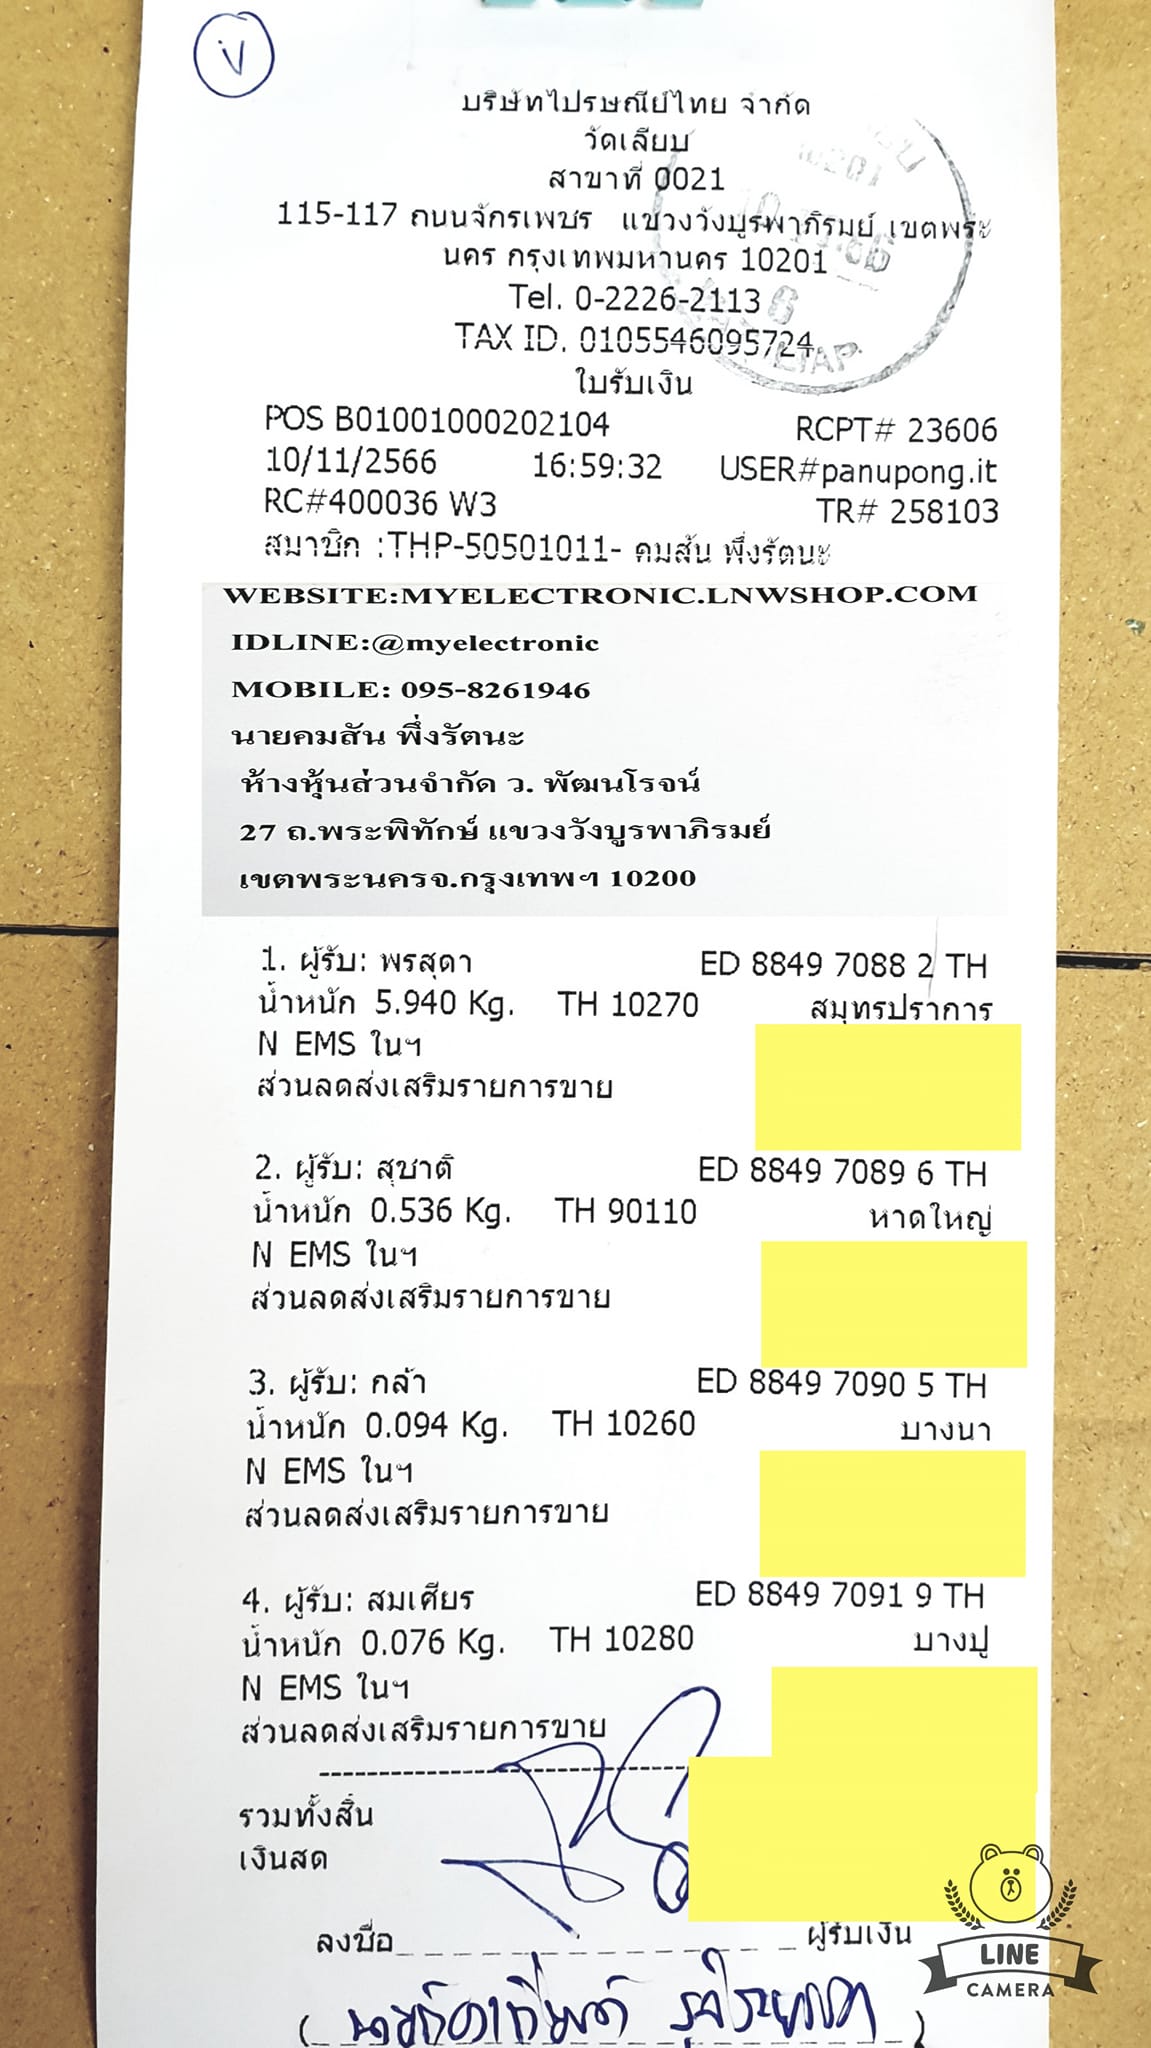 บริษัทไปรษณีย์ไทย จำกัด
วัดเลียบ
สาขาที่ 0021
115-117 ถนนจักรเพชร แขวงวังบูรพาภิรมย์ เขตพระ
นคร กรุงเทพมหานคร 10201
Tel. 0-2226-2113
TAX ID. 0105546095724
ใบรับเงิน
POS B01001000202104 RCPT# 23606
10/11/2566 16:59:32 USER#panupong.it
RC#400036 W3 TR# 258103
สมาชิก :THP-50501011- คมสัน พึ่งรัตนะ
WEBSITE:MYELECTRONIC.LNWSHOP.COM
IDLINE:@myelectronic
MOBILE: 095-8261946
นายคมสัน พึ่งรัตนะ
ห้างหุ้นส่วนจำกัด ว. พัฒนโรจน์
27 ถ.พระพิทักษ์ แขวงวังบูรพาภิรมย์
เขตพระนครจ.กรุงเทพฯ 10200
1. ผู้รับ: พรสุดา ED 8849 7088 2 TH
น้ำหนัก 5.940 Kg. TH 10270 สมุทรปราการ
N EMS ในฯ
ส่วนลดส่งเสริมรายการขาย
2. ผู้รับ: สุชาติ ED 8849 7089 6 TH
น้ำหนัก 0.536 Kg. TH 90110 หาดใหญ่
N EMS ในฯ
ส่วนลดส่งเสริมรายการขาย
3. ผู้รับ: กล้า ED 8849 7090 5 TH
น้ำหนัก 0.094 Kg. TH 10260 บางนา
N EMS ในฯ
ส่วนลดส่งเสริมรายการขาย
4. ผู้รับ: สมเศียร ED 8849 7091 9 TH
น้ำหนัก 0.076 Kg. TH 10280 บางปู
N EMS ในฯ
ส่วนลดส่งเสริมรายการขาย
รวมทั้งสิ้น
เงินสด
ลงชื่อ ผู้รับเงิน
LINE
CAMERA